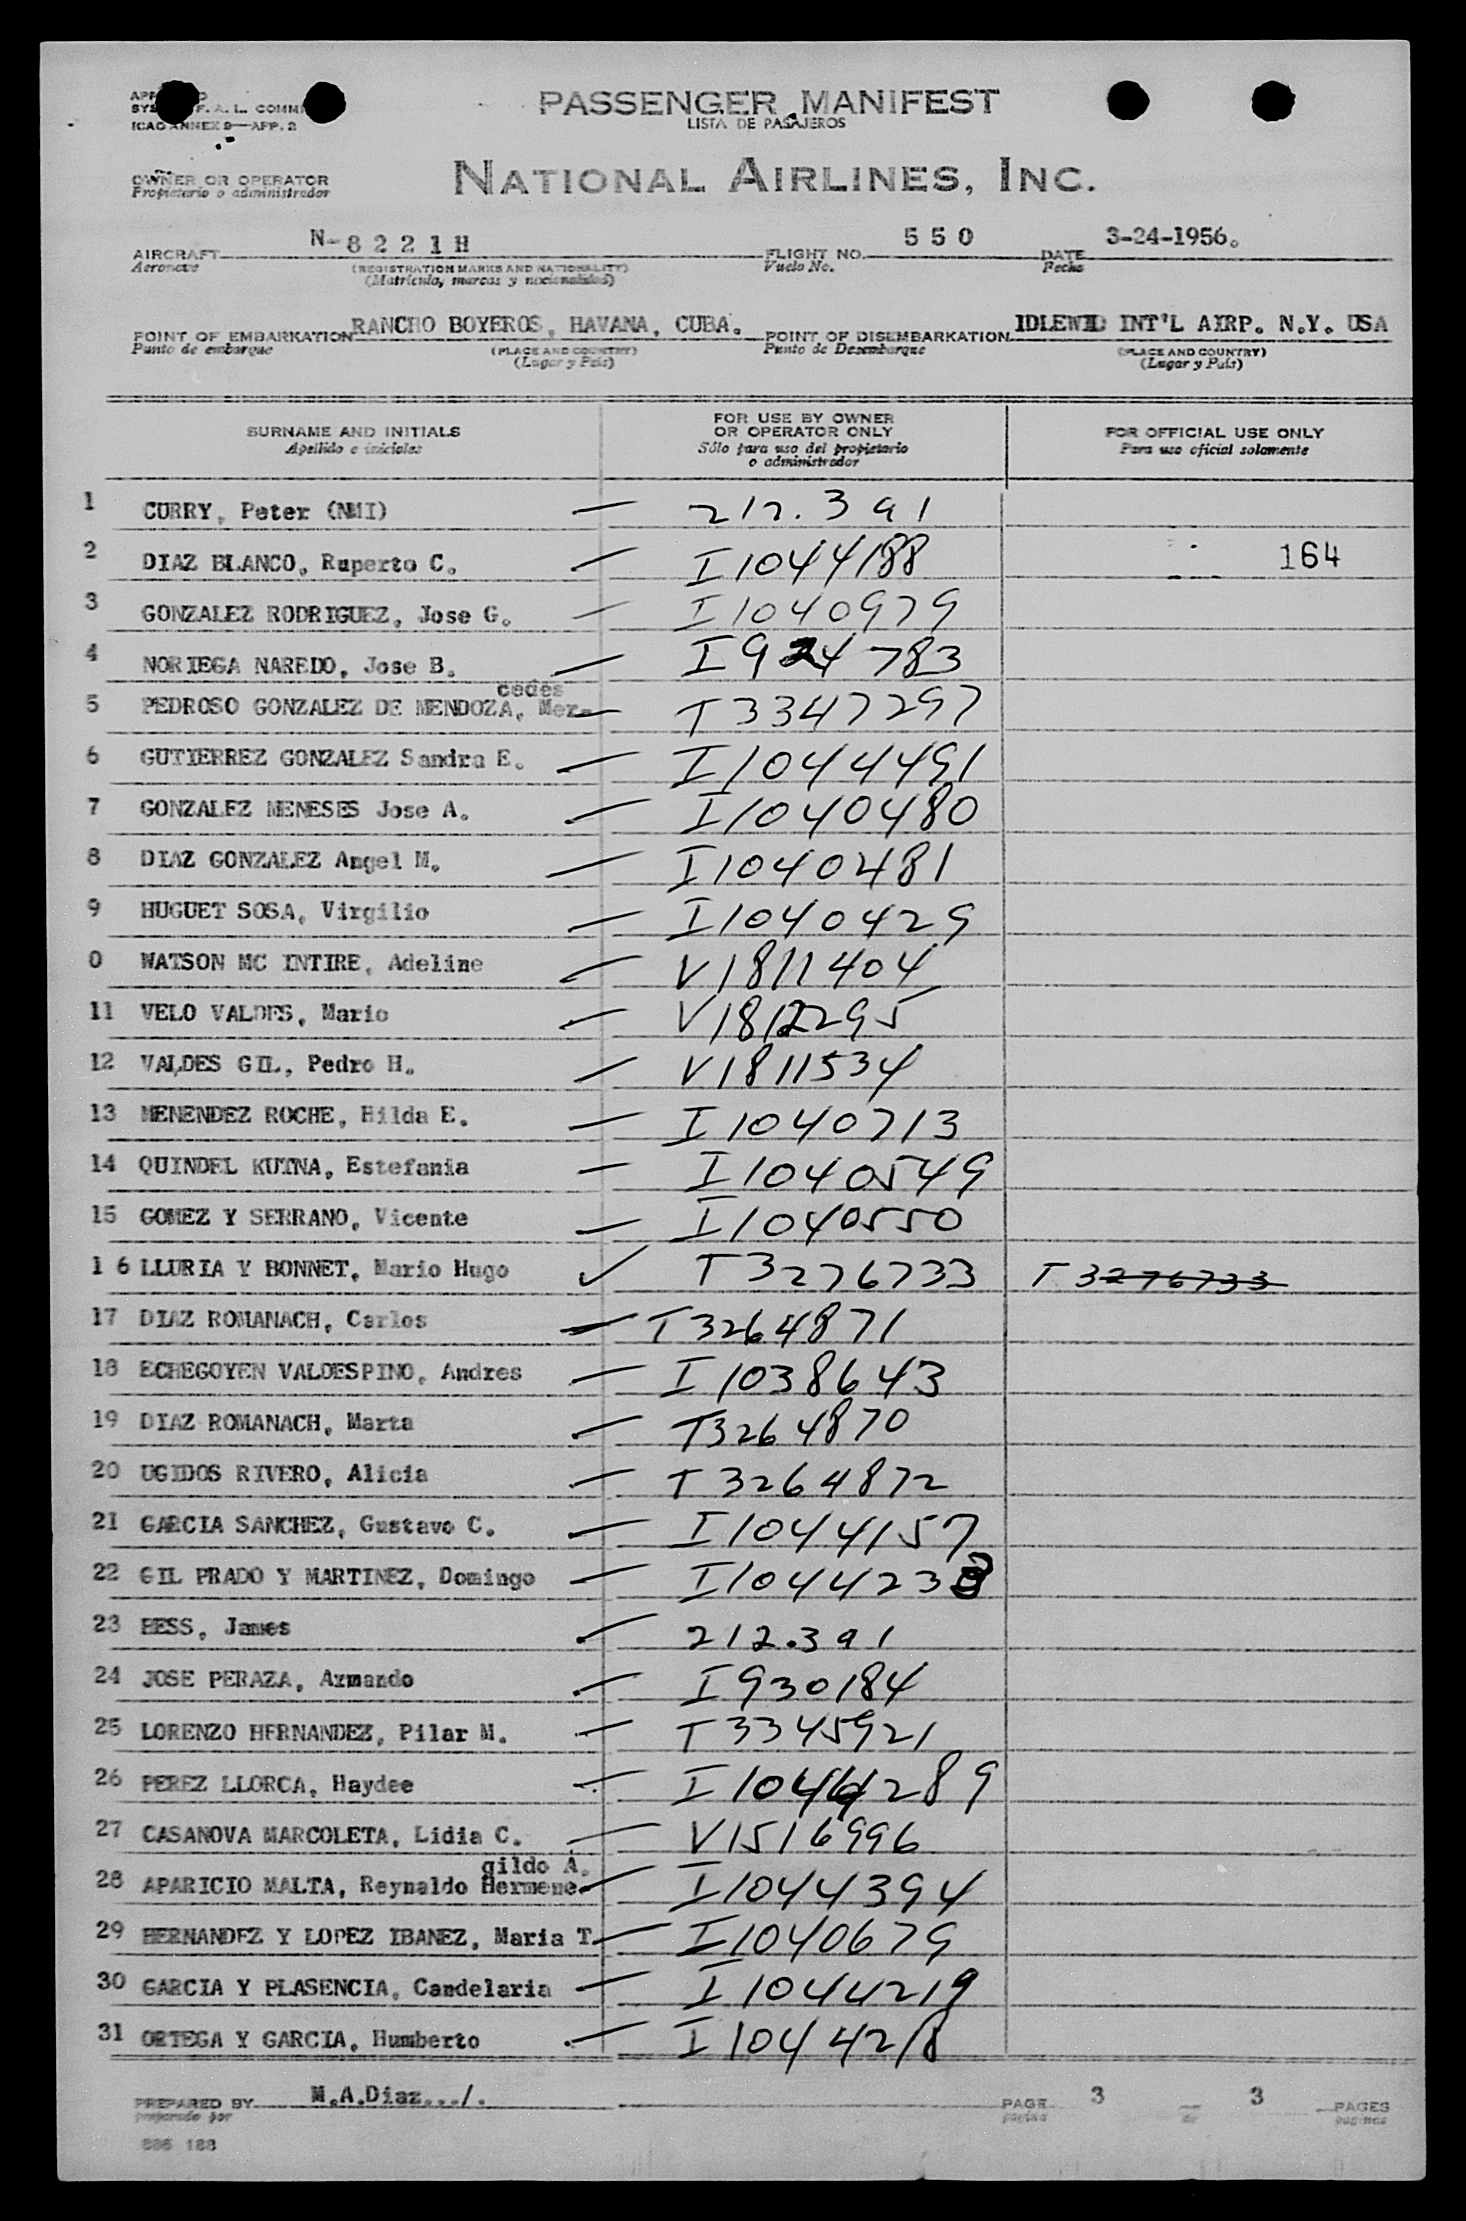 PASSENGER MANIFEST
LISTA DE PASAJEROS
F. A. L. COMMI
ICAO ANNEX 9—APP. 2
OWNER OR OPERATOR
Propietario o administrador
NATIONAL AIRLINES, INC.
AIRCRAFT N-8221H FLIGHT NO. 550 DATE 3-24-1956.
Aeronave (REGISTRATION MARKS AND NATIONALITY) Vuelo No. Fecha
(Matricula, marcas y nacionalidad)
POINT OF EMBARKATION RANCHO BOYEROS, HAVANA, CUBA. POINT OF DISEMBARKATION IDLEWID INT'L AIRP. N.Y. USA
Punto de embarque (PLACE AND COUNTRY) Punto de Desembarque (PLACE AND COUNTRY)
(Lugar y País) (Lugar y País)
SURNAME AND INITIALS
Apellido e iniciales
FOR USE BY OWNER
OR OPERATOR ONLY
Sólo para uso del propietario
o administrador
FOR OFFICIAL USE ONLY
Para uso oficial solamente
1 CURRY, Peter (NMI) — 212.391
2 DIAZ BLANCO, Ruperto C. — I1044188 164
3 GONZALEZ RODRIGUEZ, Jose G. — I1040979
4 NORIEGA NAREDO, Jose B. — I924783
cedes
5 PEDROSO GONZALEZ DE MENDOZA, Mer- — T3347297
6 GUTIERREZ GONZALEZ Sandra E. — I1044491
7 GONZALEZ MENESES Jose A. — I1040480
8 DIAZ GONZALEZ Angel M. — I1040481
9 HUGUET SOSA, Virgilio — I1040429
0 WATSON MC INTIRE, Adeline — V1811404
11 VELO VALDES, Mario — V1812295
12 VALDES GIL, Pedro H. — V1811534
13 MENENDEZ ROCHE, Hilda E. — I1040713
14 QUINDEL KUTNA, Estefania — I1040549
15 GOMEZ Y SERRANO, Vicente — I1040550
16 LLURIA Y BONNET, Mario Hugo ✓ T3276733 T 3276733
17 DIAZ ROMANACH, Carlos — T3264871
18 ECHEGOYEN VALDESPINO, Andres — I1038643
19 DIAZ ROMANACH, Marta — T3264870
20 UGIDOS RIVERO, Alicia — T3264872
21 GARCIA SANCHEZ, Gustavo C. — I1044157
22 GIL PRADO Y MARTINEZ, Domingo — I1044233
23 HESS, James — 212.391
24 JOSE PERAZA, Armando — I930184
25 LORENZO HERNANDEZ, Pilar M. — T3345921
26 PEREZ LLORCA, Haydee — I1044289
27 CASANOVA MARCOLETA, Lidia C. — V1516996
gildo A.
28 APARICIO MALTA, Reynaldo Hermene- — I1044394
29 HERNANDEZ Y LOPEZ IBANEZ, Maria T. — I1040679
30 GARCIA Y PLASENCIA, Candelaria — I1044219
31 ORTEGA Y GARCIA, Humberto — I1044218
PREPARED BY M.A.Diaz.../. PAGE 3 3 PAGES
preparado por página de páginas